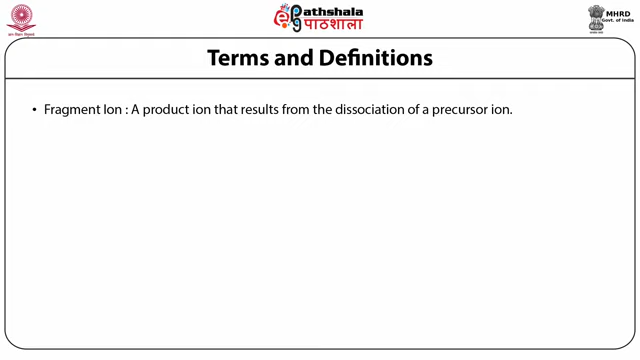 ePathshala
पाठशाला
MHRD
Govt. of India
Terms and Definitions
• Fragment Ion : A product ion that results from the dissociation of a precursor ion.